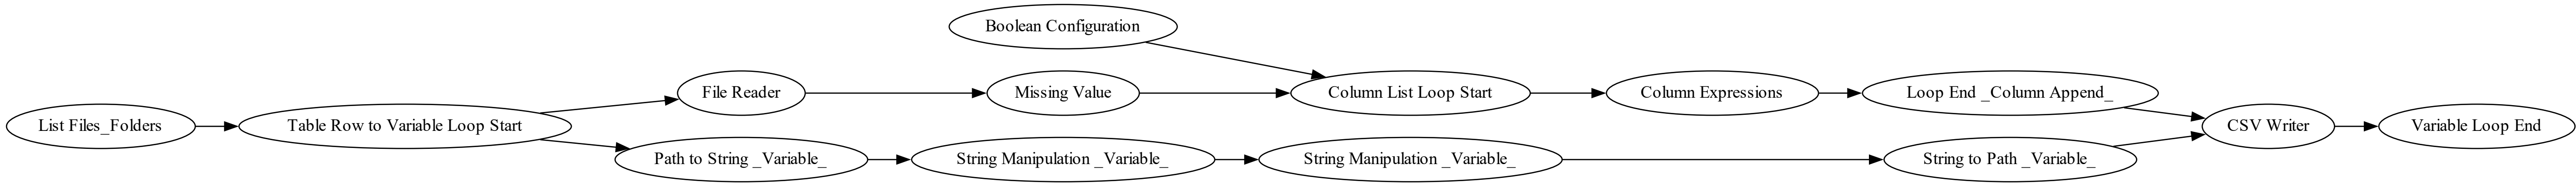 Boolean Configuration
File Reader
Missing Value
Column List Loop Start
Column Expressions
Loop End _Column Append_
List Files_Folders
Table Row to Variable Loop Start
CSV Writer
Variable Loop End
Path to String _Variable_
String Manipulation _Variable_
String Manipulation _Variable_
String to Path _Variable_